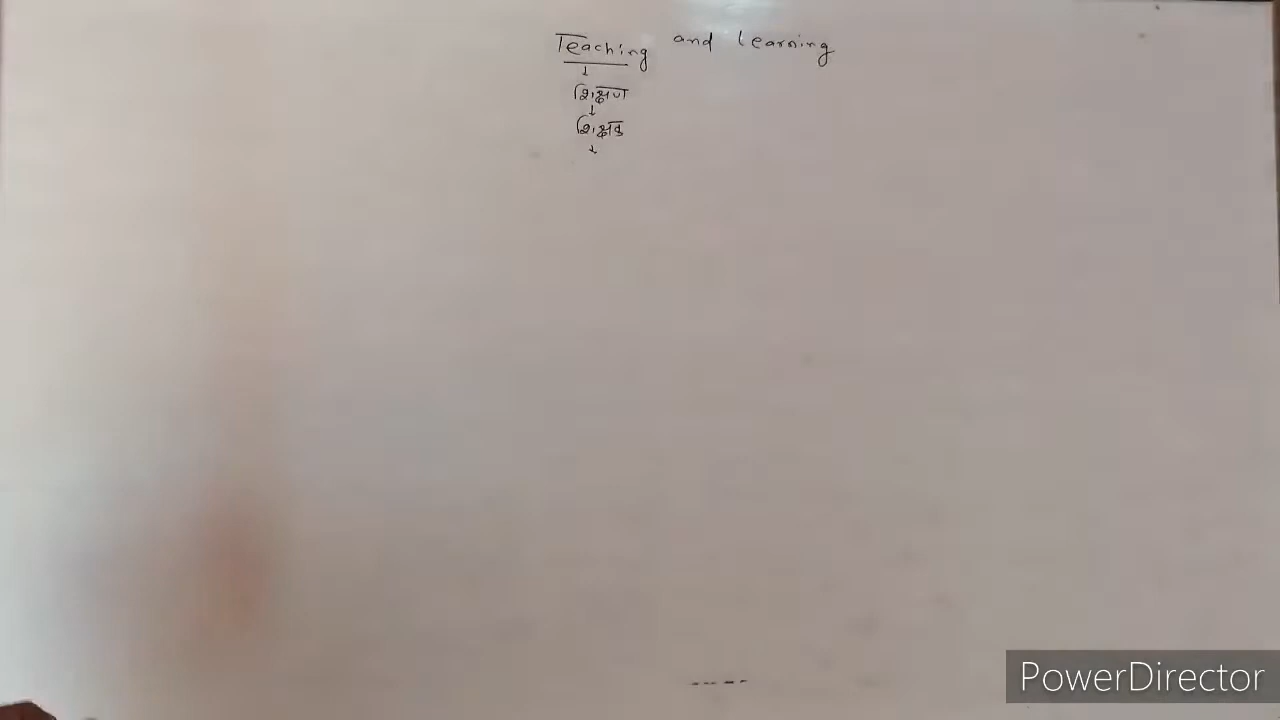 Teaching and Learning
↓
शिक्षण
↓
शिक्षक
↓
PowerDirector